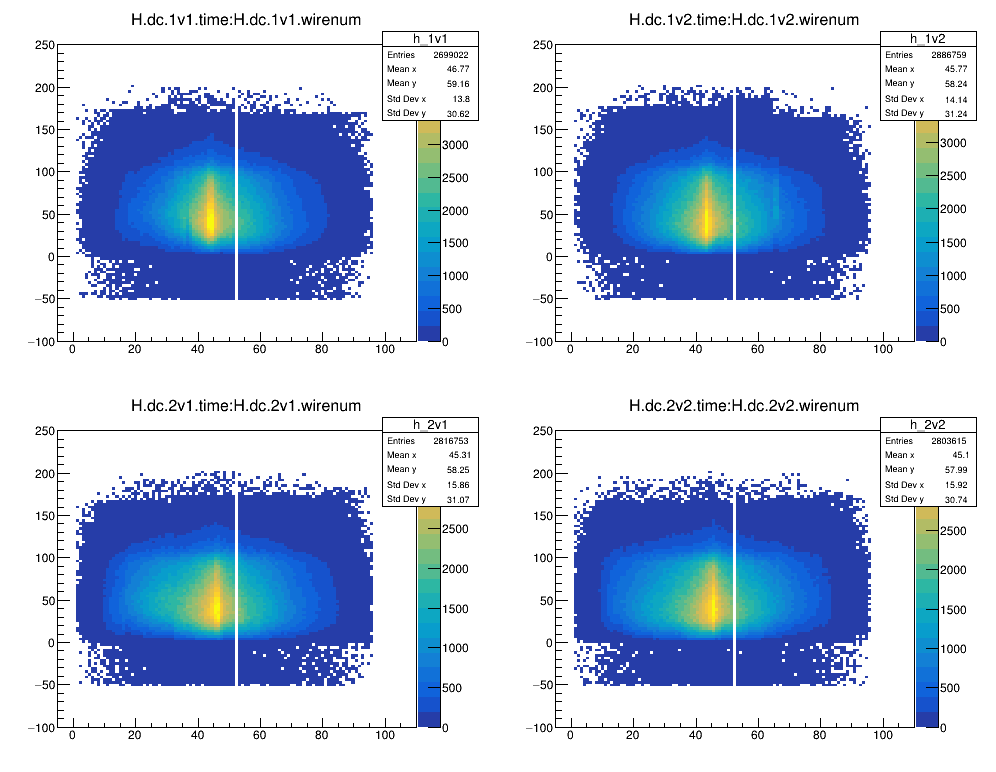 H.dc.1v1.time:H.dc.1v1.wirenum
h_1v1
Entries 2699022
Mean x 46.77
Mean y 59.16
Std Dev x 13.8
Std Dev y 30.62
250
200
150
100
50
0
−50
−100
0 20 40 60 80 100
3000
2500
2000
1500
1000
500
0
H.dc.1v2.time:H.dc.1v2.wirenum
h_1v2
Entries 2886759
Mean x 45.77
Mean y 58.24
Std Dev x 14.14
Std Dev y 31.24
250
200
150
100
50
0
−50
−100
0 20 40 60 80 100
3000
2500
2000
1500
1000
500
0
H.dc.2v1.time:H.dc.2v1.wirenum
h_2v1
Entries 2816753
Mean x 45.31
Mean y 58.25
Std Dev x 15.86
Std Dev y 31.07
250
200
150
100
50
0
−50
−100
0 20 40 60 80 100
2500
2000
1500
1000
500
0
H.dc.2v2.time:H.dc.2v2.wirenum
h_2v2
Entries 2803615
Mean x 45.1
Mean y 57.99
Std Dev x 15.92
Std Dev y 30.74
250
200
150
100
50
0
−50
−100
0 20 40 60 80 100
2500
2000
1500
1000
500
0